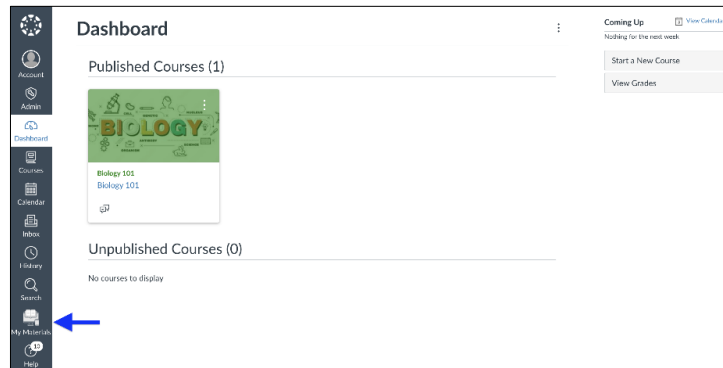 Dashboard
Published Courses (1)
BIOLOGY
Biology 101
Biology 101
Unpublished Courses (0)
No courses to display
Coming Up
View Calendar
Nothing for the next week
Start a New Course
View Grades
Account
Admin
Dashboard
Courses
Calendar
Inbox
History
Search
My Materials
10
Help